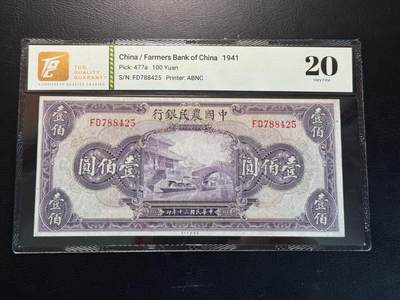 TQG
TOP
QUALITY
GUARANTY
China / Farmers Bank of China 1941
Pick: 477a - 100 Yuan
S/N: FD788425 Printer: ABNC
20
Very Fine
行銀民農國中
壹佰
壹佰
FD788425
FD788425
圓佰壹
圓佰壹
壹佰
壹佰
印年十三國民華中